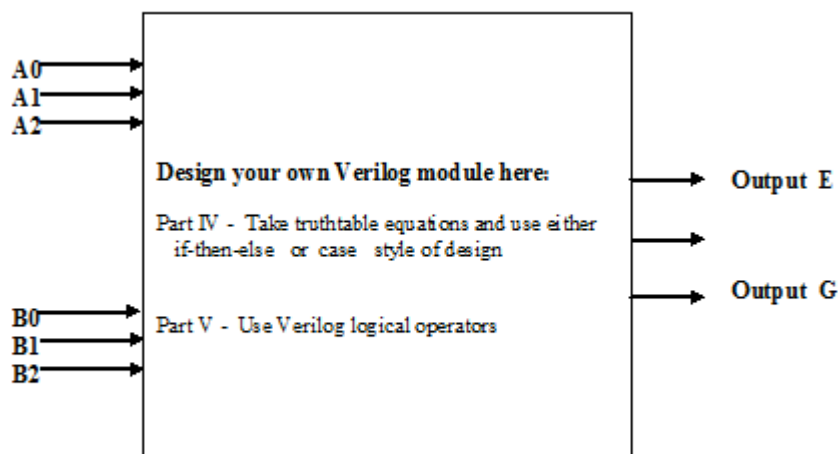 A0
A1
A2
Design your own Verilog module here:
Output E
Part IV - Take truthtable equations and use either
if-then-else or case style of design
Output G
B0
Part V - Use Verilog logical operators
B1
B2